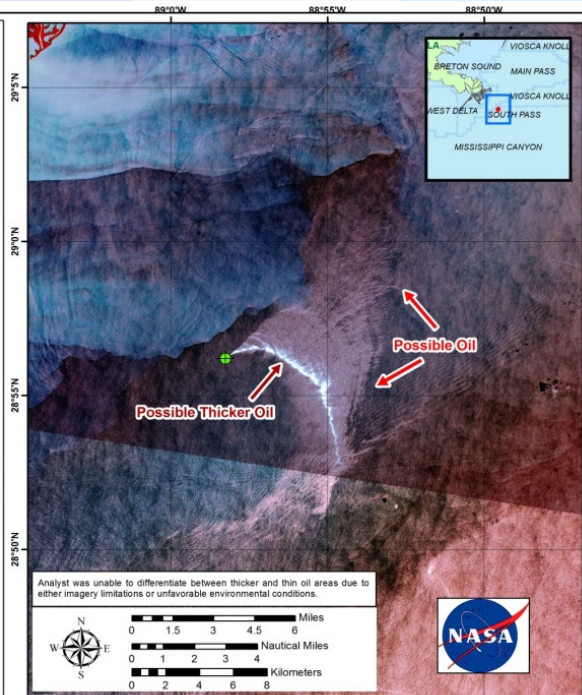 89°0'W
88°55'W
88°50'W
29°5'N
29°0'N
28°55'N
28°50'N
LA
VIOSCA KNOLL
BRETON SOUND
MAIN PASS
VIOSCA KNOLL
WEST DELTA
SOUTH PASS
MISSISSIPPI CANYON
Possible Oil
Possible Thicker Oil
Analyst was unable to differentiate between thicker and thin oil areas due to
either imagery limitations or unfavorable environmental conditions.
N
W E
S
Miles
0 1.5 3 4.5 6
Nautical Miles
0 1 2 3 4
Kilometers
0 2 4 6 8
NASA